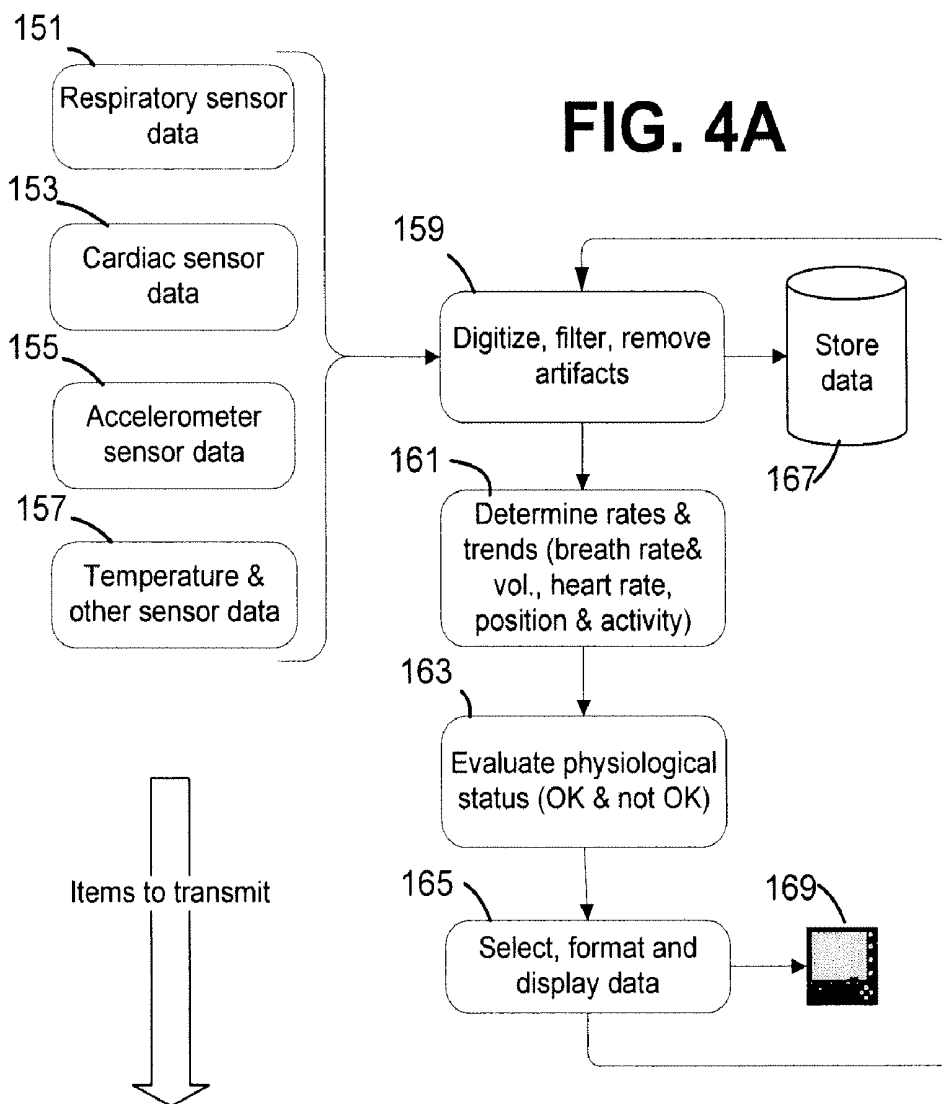 151
Respiratory sensor
data
FIG. 4A
153
Cardiac sensor
data
155
Accelerometer
sensor data
157
Temperature &
other sensor data
159
Digitize, filter, remove
artifacts
Store
data
167
161
Determine rates &
trends (breath rate&
vol., heart rate,
position & activity)
163
Evaluate physiological
status (OK & not OK)
Items to transmit
165
Select, format and
display data
169